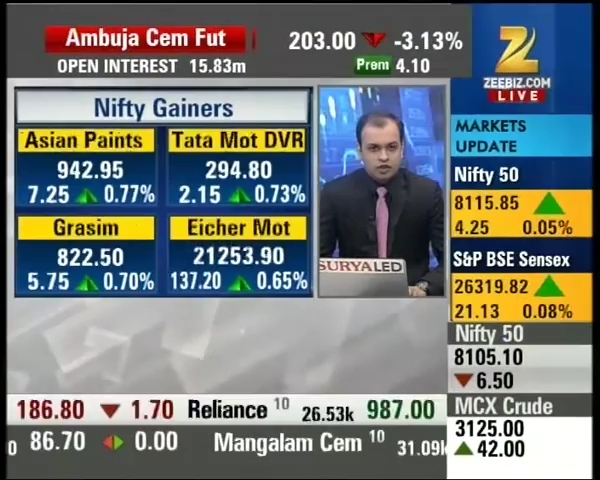 Ambuja Cem Fut 203.00 -3.13%
OPEN INTEREST 15.83m Prem 4.10
ZEEBIZ.COM
LIVE
Nifty Gainers
Asian Paints
942.95
7.25 0.77%
Tata Mot DVR
294.80
2.15 0.73%
Grasim
822.50
5.75 0.70%
Eicher Mot
21253.90
137.20 0.65%
SURYA LED
MARKETS
UPDATE
Nifty 50
8115.85
4.25 0.05%
S&P BSE Sensex
26319.82
21.13 0.08%
Nifty 50
8105.10
6.50
MCX Crude
3125.00
42.00
186.80 1.70 Reliance 10 26.53k 987.00
0 86.70 0.00 Mangalam Cem 10 31.09k